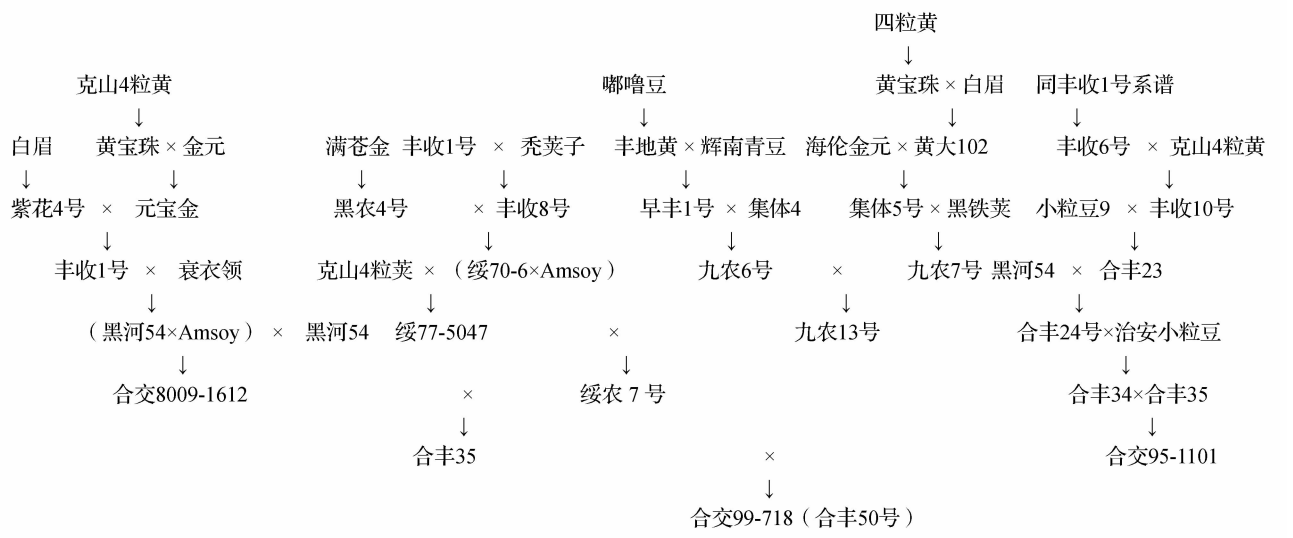 四粒黄
↓
克山4粒黄 嘟噜豆 黄宝珠 × 白眉 同丰收1号系谱
↓ ↓ ↓ ↓
白眉 黄宝珠 × 金元 满苍金 丰收1号 × 秃荚子 丰地黄 × 辉南青豆 海伦金元 × 黄大102 丰收6号 × 克山4粒黄
↓ ↓ ↓ ↓ ↓ ↓ ↓
紫花4号 × 元宝金 黑农4号 × 丰收8号 早丰1号 × 集体4 集体5号 × 黑铁荚 小粒豆9 × 丰收10号
↓ ↓ ↓ ↓ ↓
丰收1号 × 蓑衣领 克山4粒荚 × （绥70-6×Amsoy） 九农6号 × 九农7号 黑河54 × 合丰23
↓ ↓ ↓ ↓
（黑河54×Amsoy） × 黑河54 绥77-5047 × 九农13号 合丰24号×治安小粒豆
↓ ↓ ↓
合交8009-1612 × 绥农 7 号 合丰34×合丰35
↓ ↓
合丰35 × 合交95-1101
↓
合交99-718（合丰50号）